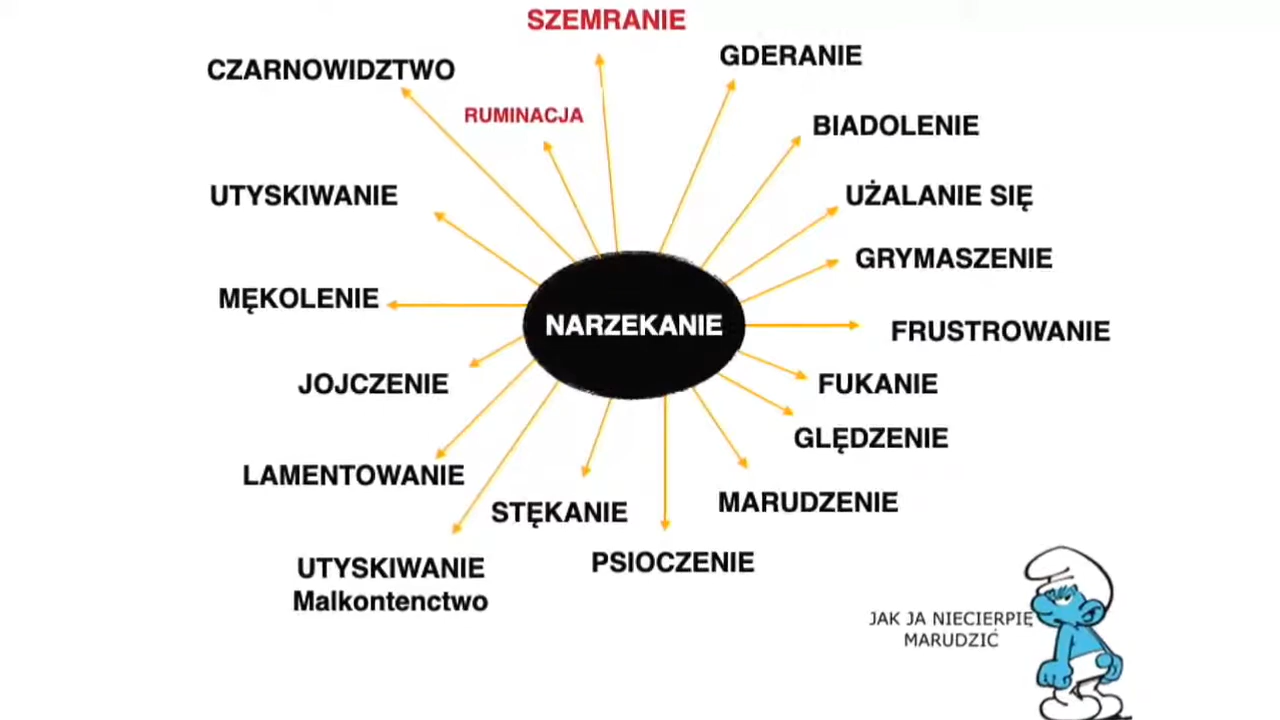 SZEMRANIE
GDERANIE
CZARNOWIDZTWO
RUMINACJA
BIADOLENIE
UTYSKIWANIE
UŻALANIE SIĘ
GRYMASZENIE
MĘKOLENIE
NARZEKANIE
FRUSTROWANIE
JOJCZENIE
FUKANIE
GLĘDZENIE
LAMENTOWANIE
STĘKANIE
MARUDZENIE
PSIOCZENIE
UTYSKIWANIE
Malkontenctwo
JAK JA NIECIERPIĘ
MARUDZIĆ